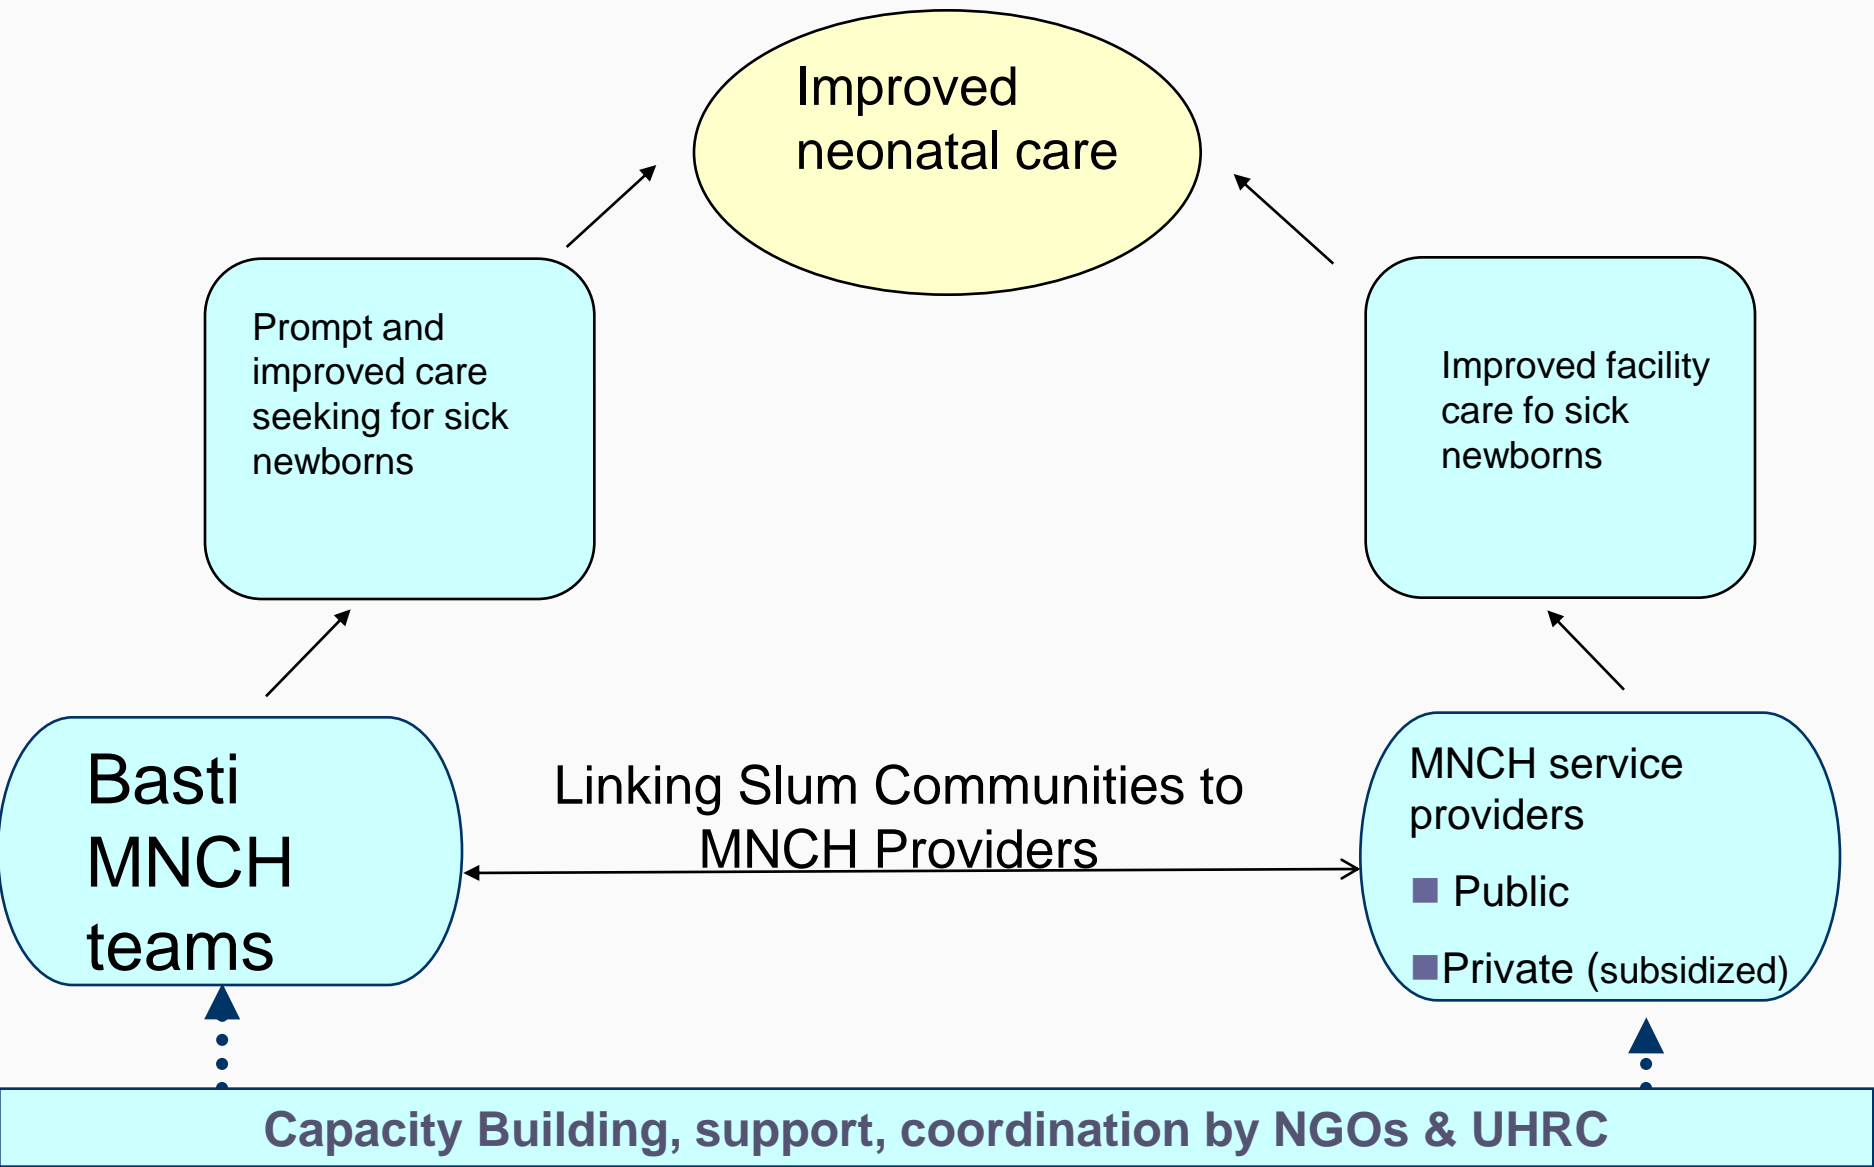 Improved
neonatal care
Prompt and
improved care
seeking for sick
newborns
Improved facility
care fo sick
newborns
Basti
MNCH
teams
Linking Slum Communities to
MNCH Providers
MNCH service
providers
Public
Private (subsidized)
Capacity Building, support, coordination by NGOs & UHRC